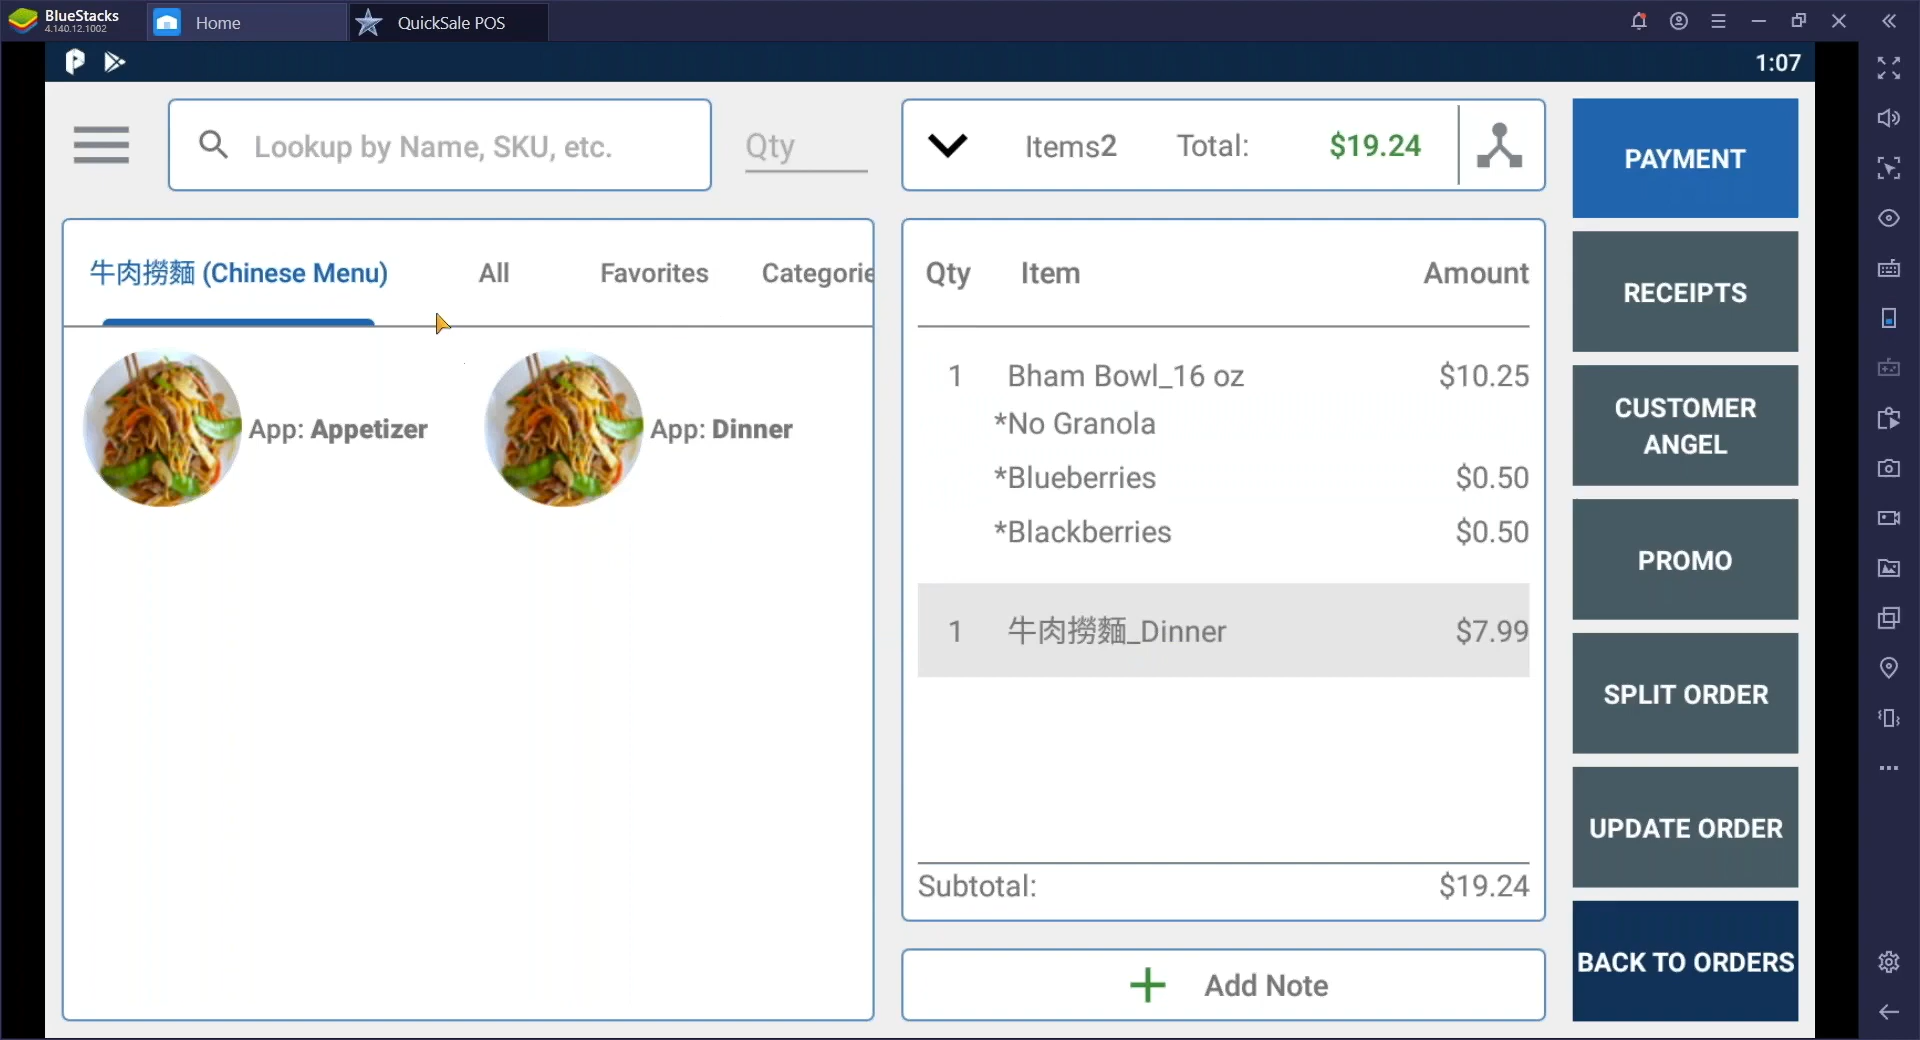 BlueStacks
4.140.12.1002
Home
QuickSale POS
1:07
Lookup by Name, SKU, etc.
Qty
Items2 Total: $19.24
PAYMENT
牛肉撈麵 (Chinese Menu) All Favorites Categorie
App: Appetizer
App: Dinner
Qty Item Amount
1 Bham Bowl_16 oz $10.25
*No Granola
*Blueberries $0.50
*Blackberries $0.50
1 牛肉撈麵_Dinner $7.99
Subtotal: $19.24
Add Note
RECEIPTS
CUSTOMER
ANGEL
PROMO
SPLIT ORDER
UPDATE ORDER
BACK TO ORDERS